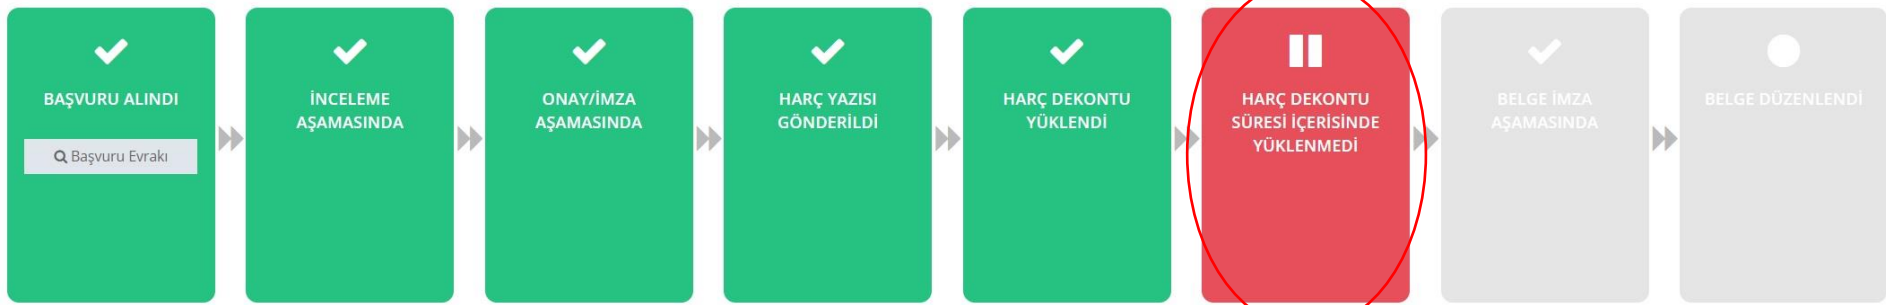 BAŞVURU ALINDI
Başvuru Evrakı
İNCELEME
AŞAMASINDA
ONAY/İMZA
AŞAMASINDA
HARÇ YAZISI
GÖNDERİLDİ
HARÇ DEKONTU
YÜKLENDİ
HARÇ DEKONTU
SÜRESİ İÇERİSİNDE
YÜKLENMEDİ
BELGE İMZA
AŞAMASINDA
BELGE DÜZENLENDİ